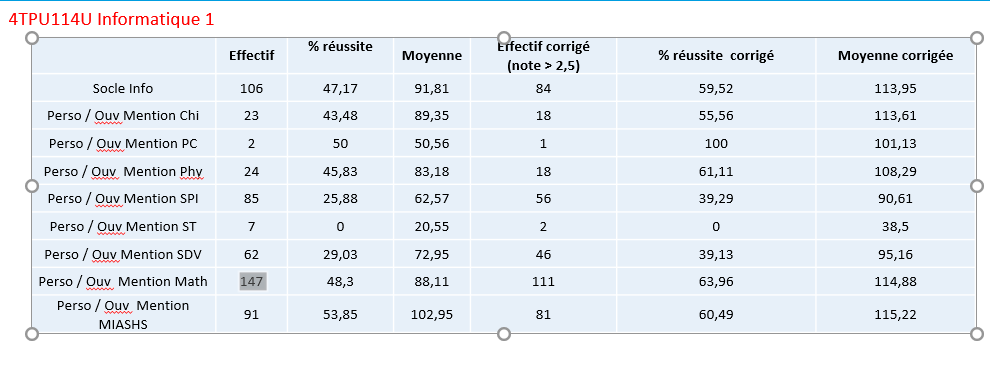 4TPU114U Informatique 1
Effectif % réussite Moyenne Effectif corrigé (note > 2,5) % réussite corrigé Moyenne corrigée
Socle Info 106 47,17 91,81 84 59,52 113,95
Perso / Ouv Mention Chi 23 43,48 89,35 18 55,56 113,61
Perso / Ouv Mention PC 2 50 50,56 1 100 101,13
Perso / Ouv Mention Phy 24 45,83 83,18 18 61,11 108,29
Perso / Ouv Mention SPI 85 25,88 62,57 56 39,29 90,61
Perso / Ouv Mention ST 7 0 20,55 2 0 38,5
Perso / Ouv Mention SDV 62 29,03 72,95 46 39,13 95,16
Perso / Ouv Mention Math 147 48,3 88,11 111 63,96 114,88
Perso / Ouv Mention MIASHS 91 53,85 102,95 81 60,49 115,22